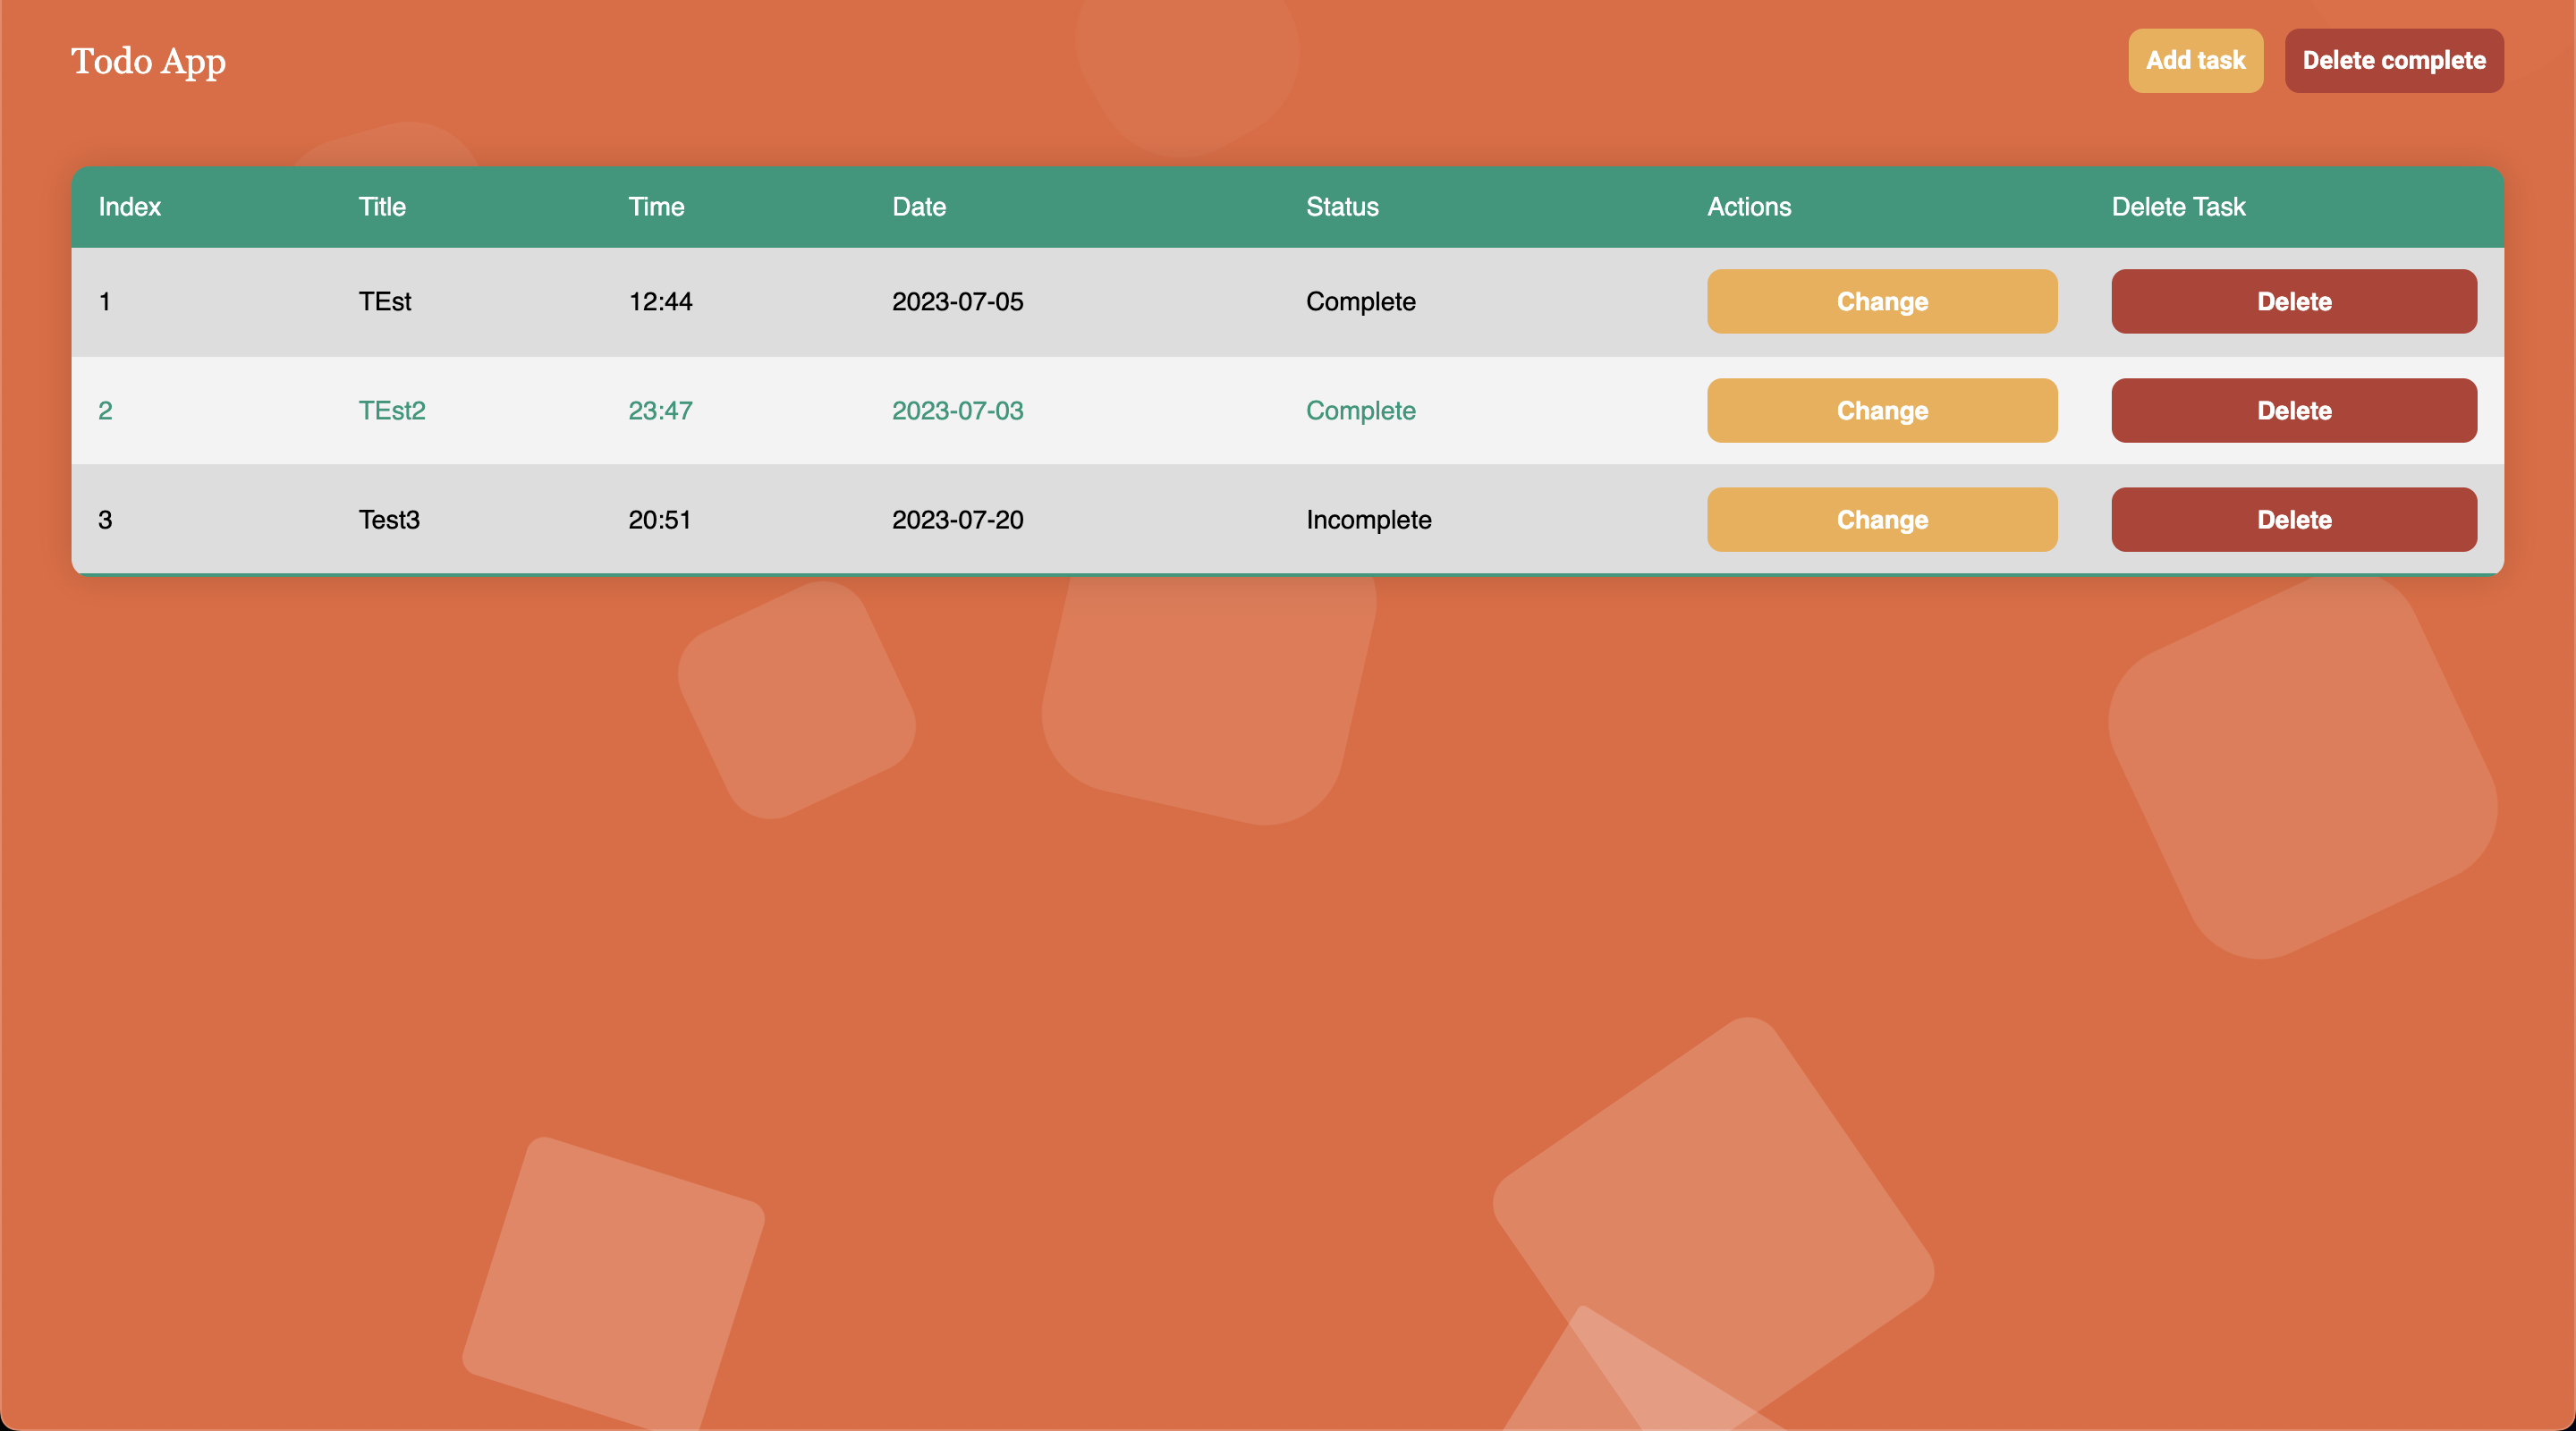 Todo App Add task Delete complete
Index Title Time Date Status Actions Delete Task
1 TEst 12:44 2023-07-05 Complete Change Delete
2 TEst2 23:47 2023-07-03 Complete Change Delete
3 Test3 20:51 2023-07-20 Incomplete Change Delete